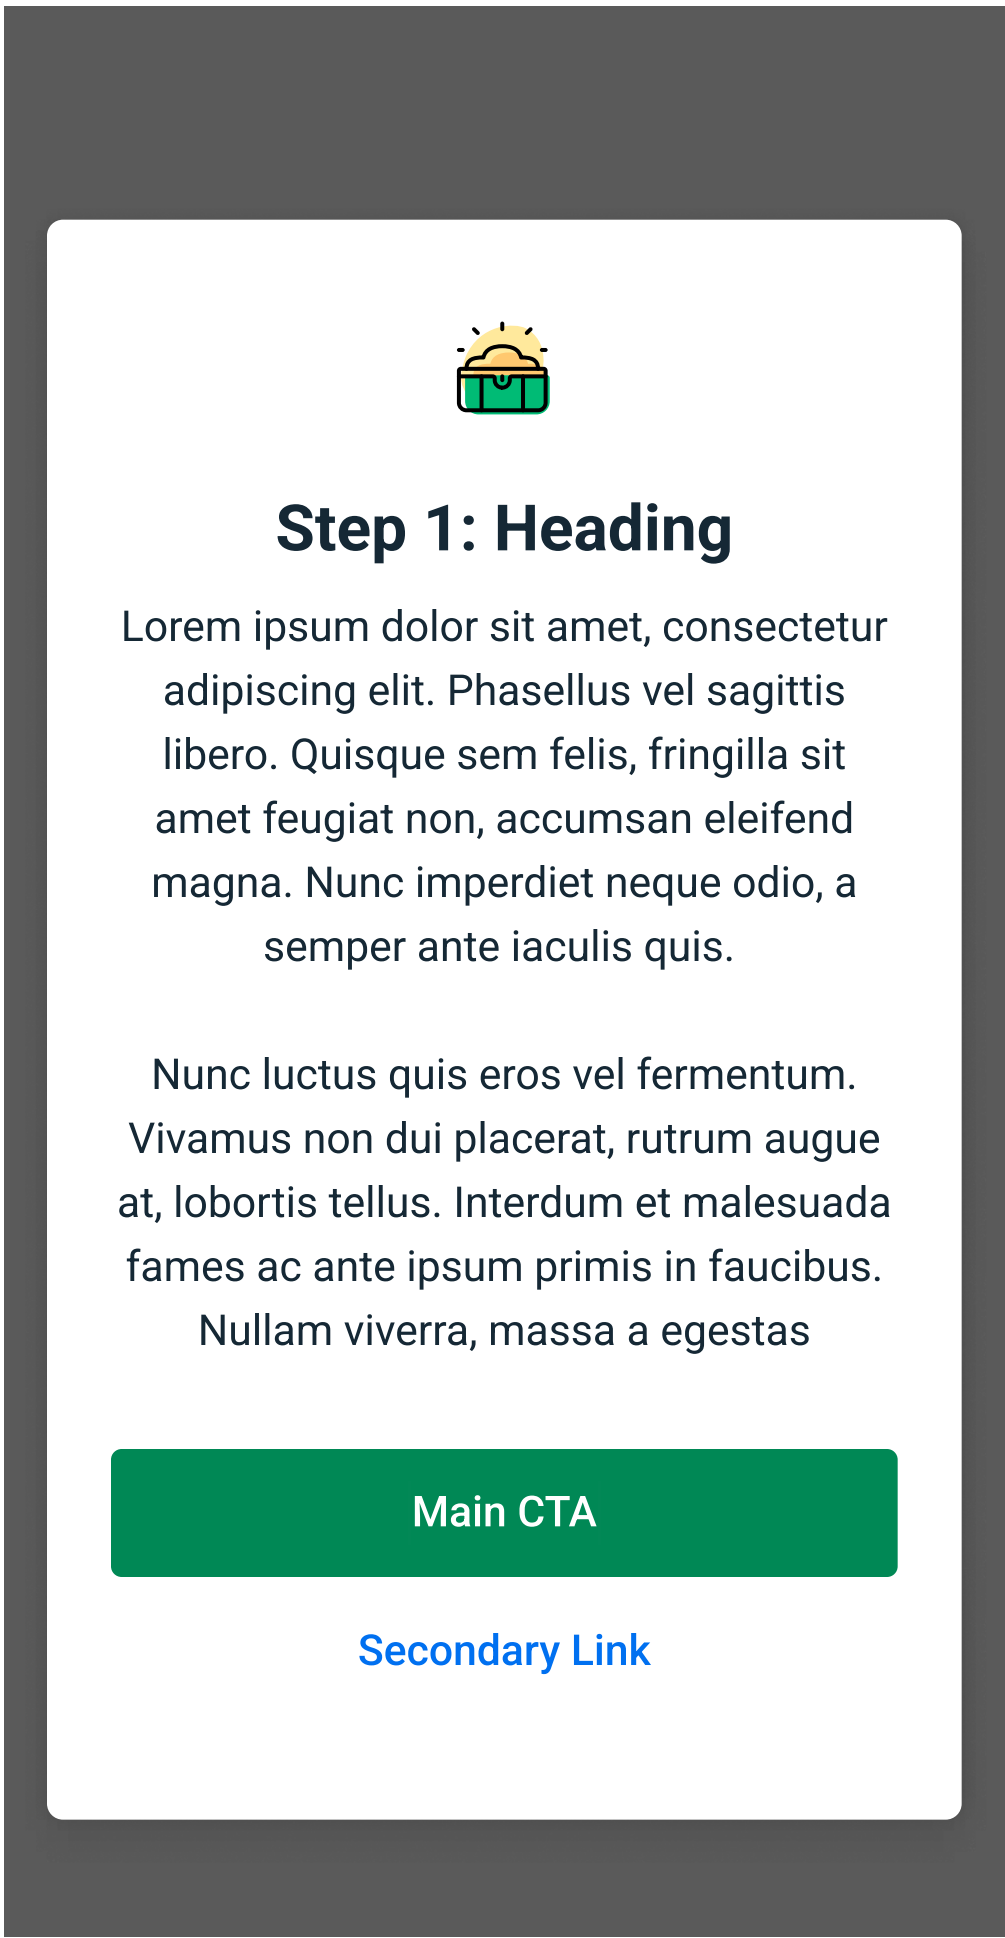 Step 1: Heading
Lorem ipsum dolor sit amet, consectetur
adipiscing elit. Phasellus vel sagittis
libero. Quisque sem felis, fringilla sit
amet feugiat non, accumsan eleifend
magna. Nunc imperdiet neque odio, a
semper ante iaculis quis.
Nunc luctus quis eros vel fermentum.
Vivamus non dui placerat, rutrum augue
at, lobortis tellus. Interdum et malesuada
fames ac ante ipsum primis in faucibus.
Nullam viverra, massa a egestas
Main CTA
Secondary Link